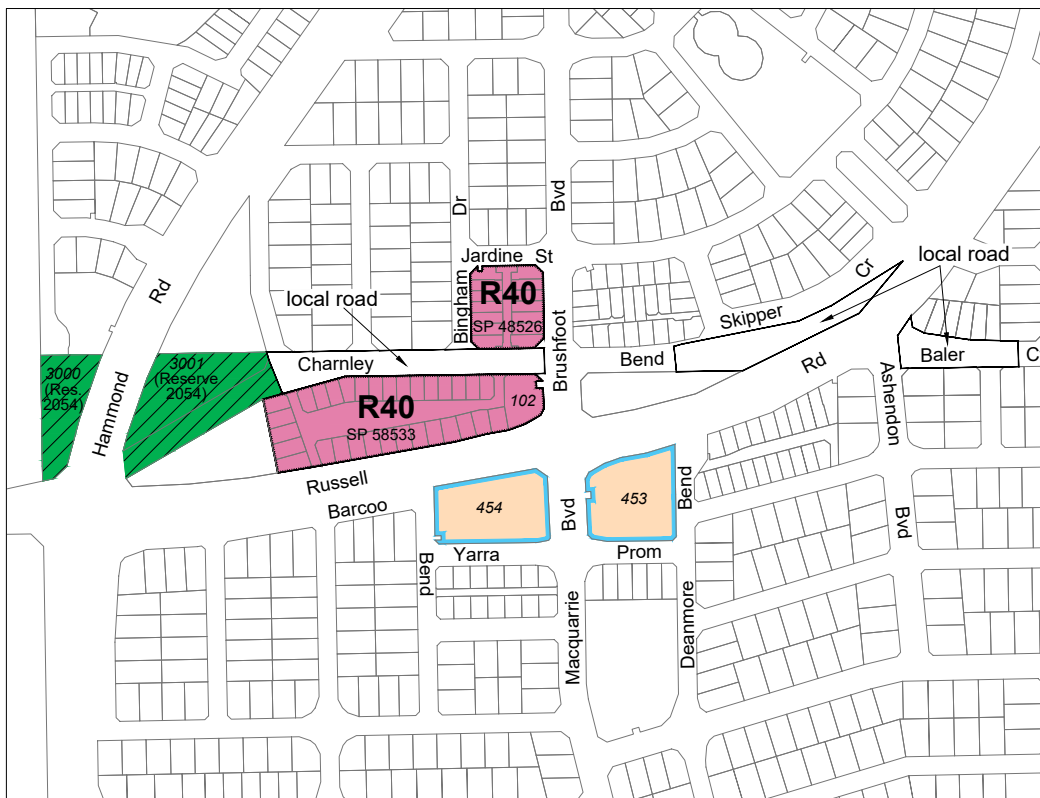 Dr
Bvd
Jardine St
Bingham
R40
SP 48526
Brushfoot
local road
Rd
Hammond
3000
(Res.
2054)
3001
(Reserve
2054)
Charnley
R40
SP 58533
102
Bend
Skipper
Cr
local road
Rd
Baler
C
Ashendon
Bvd
Russell
Barcoo
Bend
454
Yarra
Bvd
453
Bend
Prom
Macquarrie
Deanmore